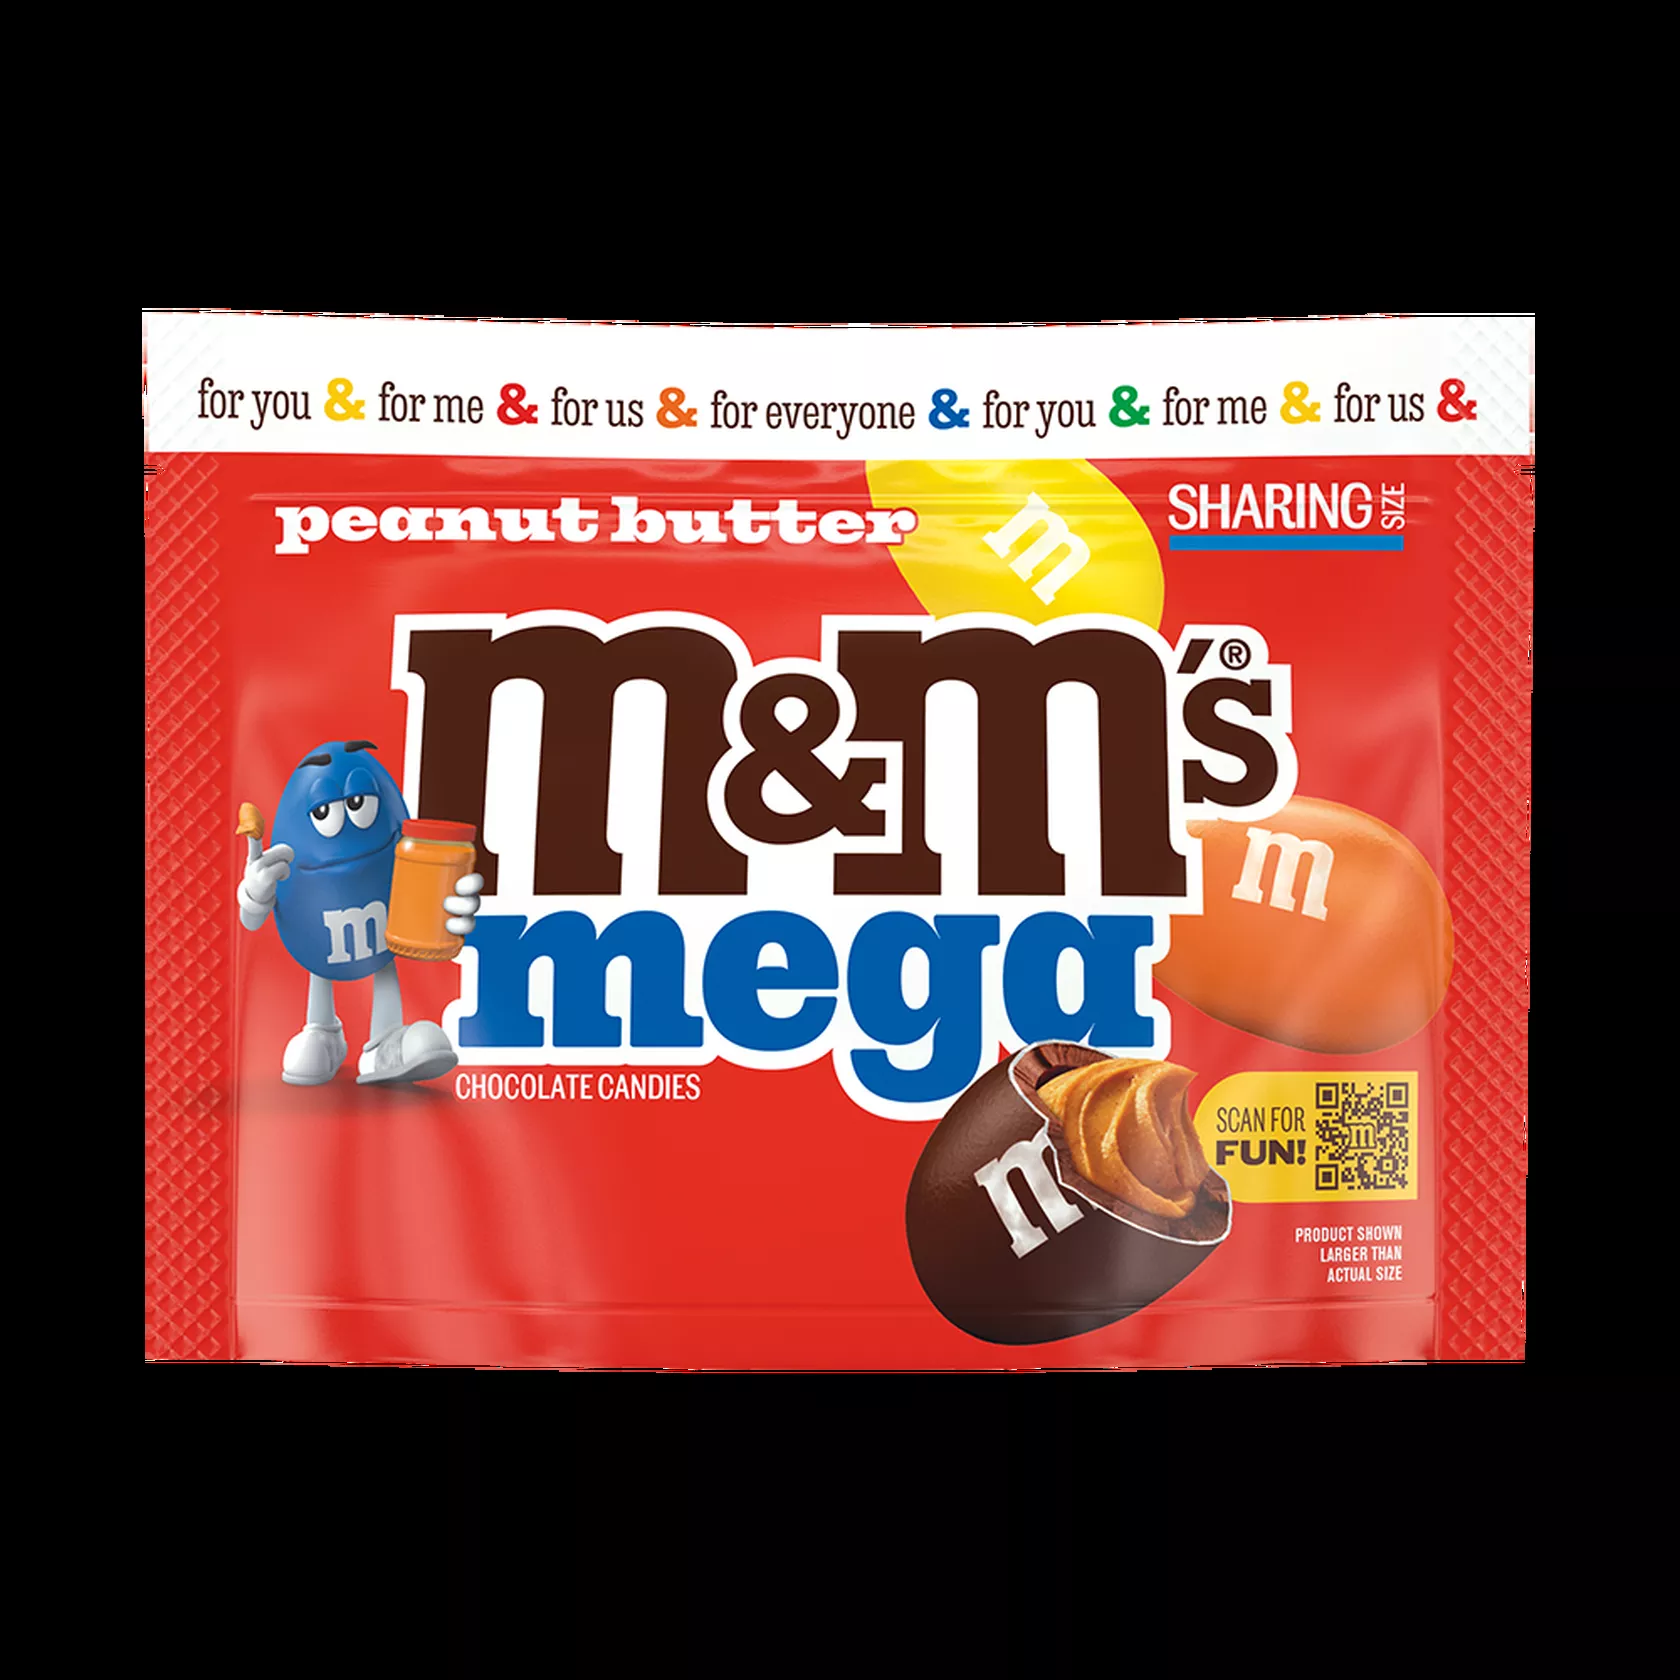 for you & for me & for us & for everyone & for you & for me & for us &
peanut butter
SHARING SIZE
m
m&m's®
m
mega
m
CHOCOLATE CANDIES
m
SCAN FOR
FUN!
m
PRODUCT SHOWN
LARGER THAN
ACTUAL SIZE